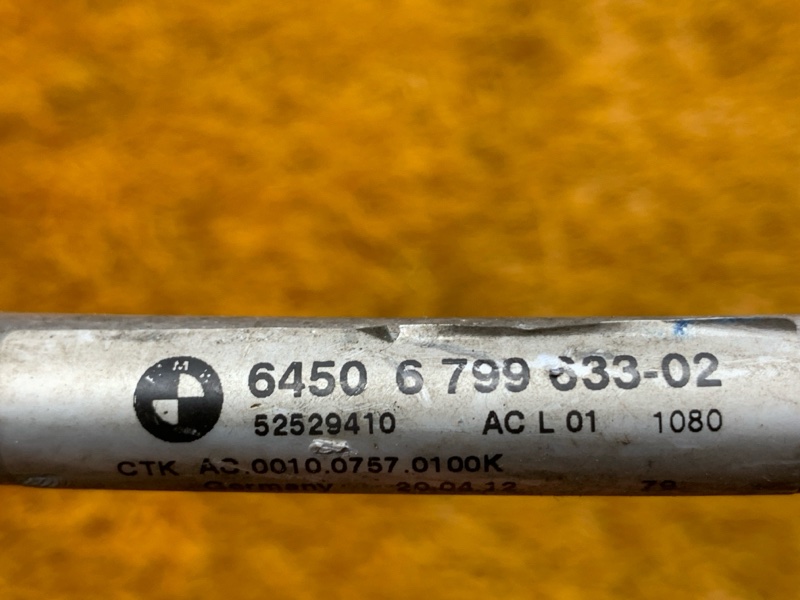 BMW
6450 6 799 633-02
52529410 AC L 01 1080
CTK AC.0010.0757.0100K
Germany 20.04.12 79